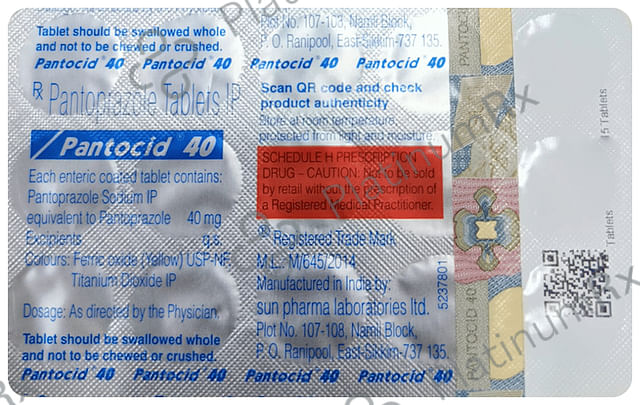 Tablet should be swallowed whole
and not to be chewed or crushed.
Pantocid 40 Pantocid 40 Pantocid 40 Pantocid 40
Rx Pantoprazole Tablets IP
Pantocid 40
Each enteric coated tablet contains:
Pantoprazole Sodium IP
equivalent to Pantoprazole 40 mg
Excipients q.s.
Colours: Ferric oxide (Yellow) USP-NF,
Titanium Dioxide IP
Dosage: As directed by the Physician.
Tablet should be swallowed whole
and not to be chewed or crushed.
Pantocid 40 Pantocid 40 Pantocid 40 Pantocid 40
Plot No. 107-108, Namli Block,
P. O. Ranipool, East-Sikkim-737 135.
Scan QR code and check
product authenticity
Store at room temperature,
protected from light and moisture.
SCHEDULE H PRESCRIPTION
DRUG – CAUTION: Not to be sold
by retail without the prescription of
a Registered Medical Practitioner.
® Registered Trade Mark
M.L.: M/645/2014
Manufactured in India by:
sun pharma laboratories ltd.
Plot No. 107-108, Namli Block,
P. O. Ranipool, East-Sikkim-737 135.
5237801
PANTOCID
PANTOCID 40
15 Tablets
Tablets
PlatinumRx